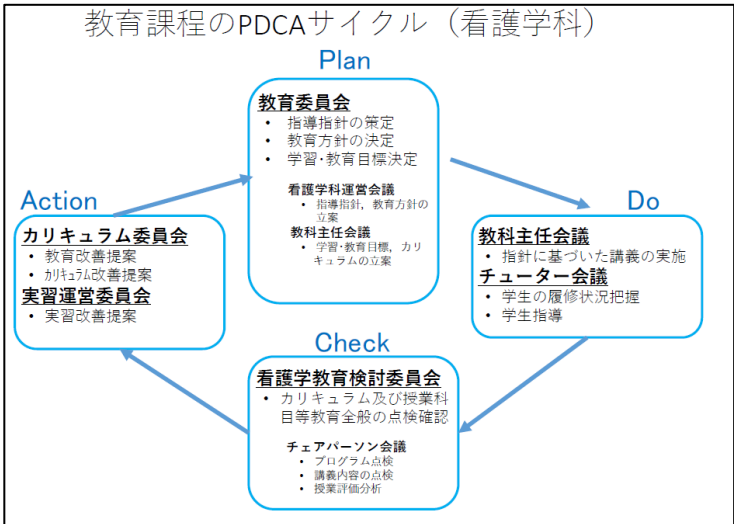 教育課程のPDCAサイクル（看護学科）
Plan
教育委員会
• 指導指針の策定
• 教育方針の決定
• 学習・教育目標決定
看護学科運営会議
• 指導指針，教育方針の
立案
教科主任会議
• 学習・教育目標，カリ
キュラムの立案
Do
教科主任会議
• 指針に基づいた講義の実施
チューター会議
• 学生の履修状況把握
• 学生指導
Check
看護学教育検討委員会
• カリキュラム及び授業科
目等教育全般の点検確認
チェアパーソン会議
• プログラム点検
• 講義内容の点検
• 授業評価分析
Action
カリキュラム委員会
• 教育改善提案
• ｶﾘｷｭﾗﾑ改善提案
実習運営委員会
• 実習改善提案